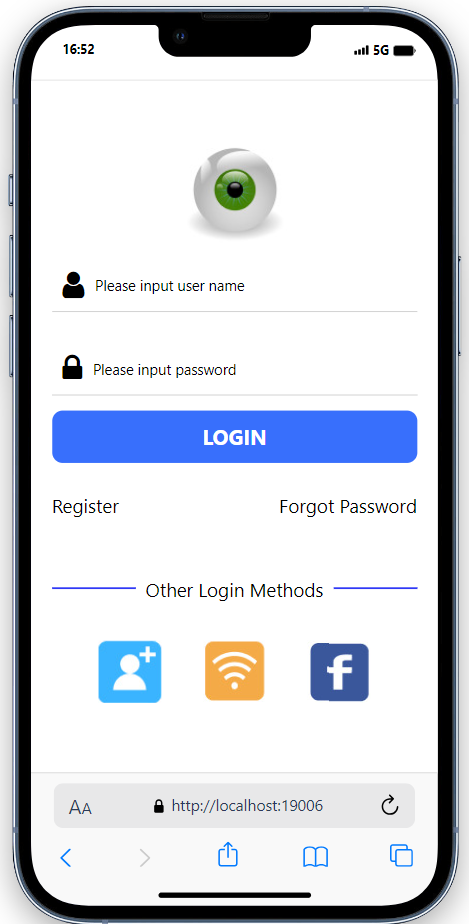 16:52
5G
Please input user name
Please input password
LOGIN
Register
Forgot Password
Other Login Methods
f
AA
http://localhost:19006